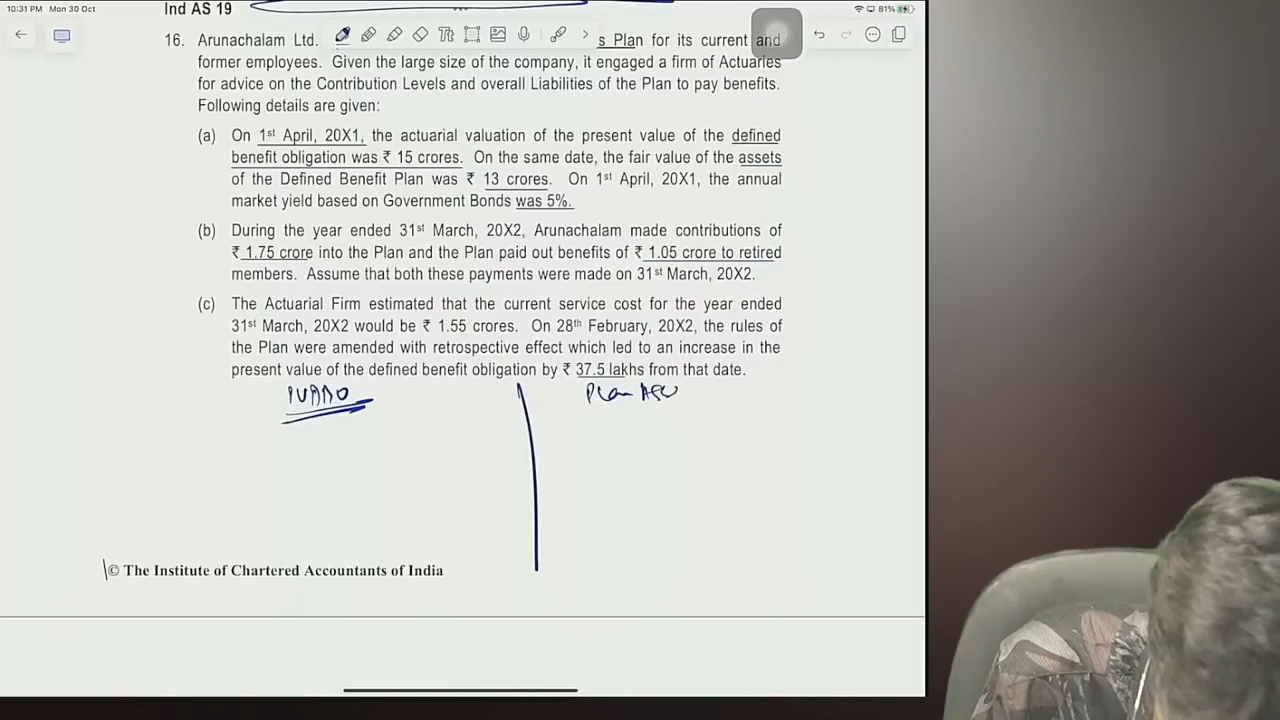 10:31 PM Mon 30 Oct
81%
Ind AS 19
16. Arunachalam Ltd. s Plan for its current and
former employees. Given the large size of the company, it engaged a firm of Actuaries
for advice on the Contribution Levels and overall Liabilities of the Plan to pay benefits.
Following details are given:
(a) On 1st April, 20X1, the actuarial valuation of the present value of the defined
benefit obligation was ₹ 15 crores. On the same date, the fair value of the assets
of the Defined Benefit Plan was ₹ 13 crores. On 1st April, 20X1, the annual
market yield based on Government Bonds was 5%.
(b) During the year ended 31st March, 20X2, Arunachalam made contributions of
₹ 1.75 crore into the Plan and the Plan paid out benefits of ₹ 1.05 crore to retired
members. Assume that both these payments were made on 31st March, 20X2.
(c) The Actuarial Firm estimated that the current service cost for the year ended
31st March, 20X2 would be ₹ 1.55 crores. On 28th February, 20X2, the rules of
the Plan were amended with retrospective effect which led to an increase in the
present value of the defined benefit obligation by ₹ 37.5 lakhs from that date.
Plan
© The Institute of Chartered Accountants of India